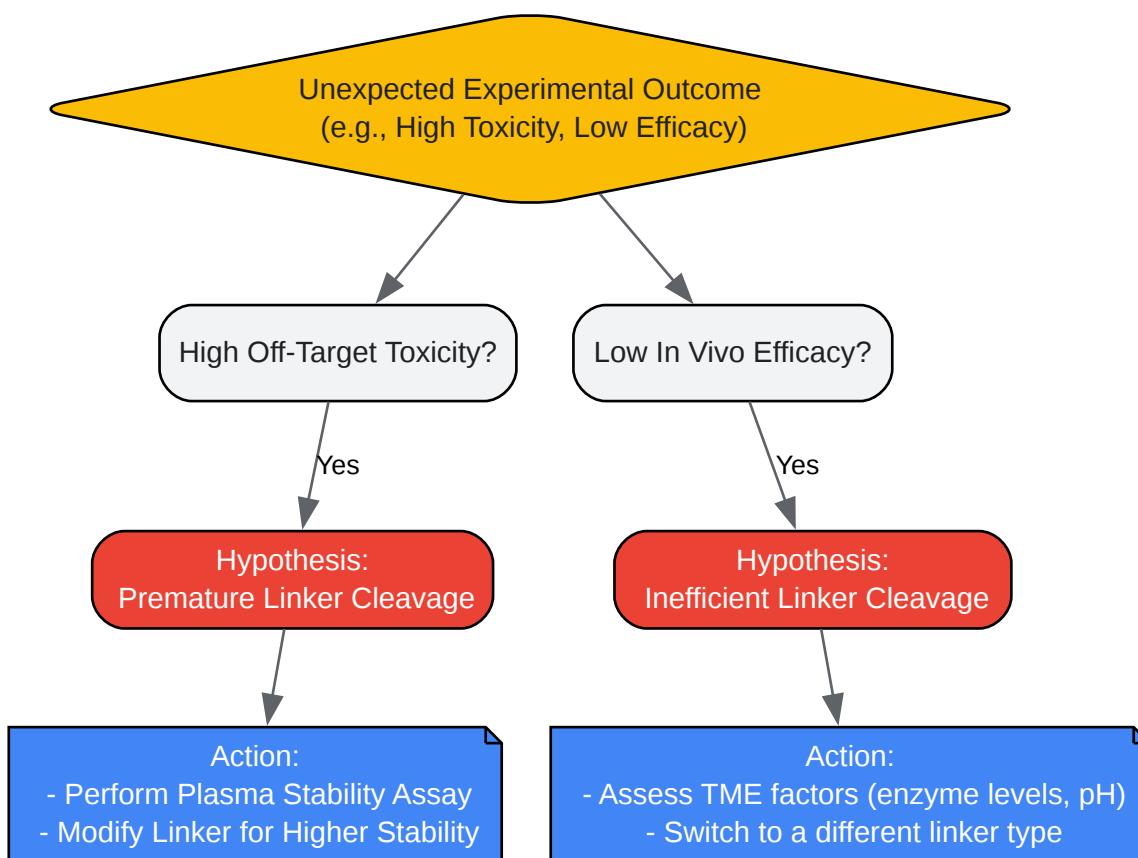 Unexpected Experimental Outcome
(e.g., High Toxicity, Low Efficacy)
High Off-Target Toxicity?
Low In Vivo Efficacy?
Yes
Yes
Hypothesis:
Premature Linker Cleavage
Hypothesis:
Inefficient Linker Cleavage
Action:
- Perform Plasma Stability Assay
- Modify Linker for Higher Stability
Action:
- Assess TME factors (enzyme levels, pH)
- Switch to a different linker type